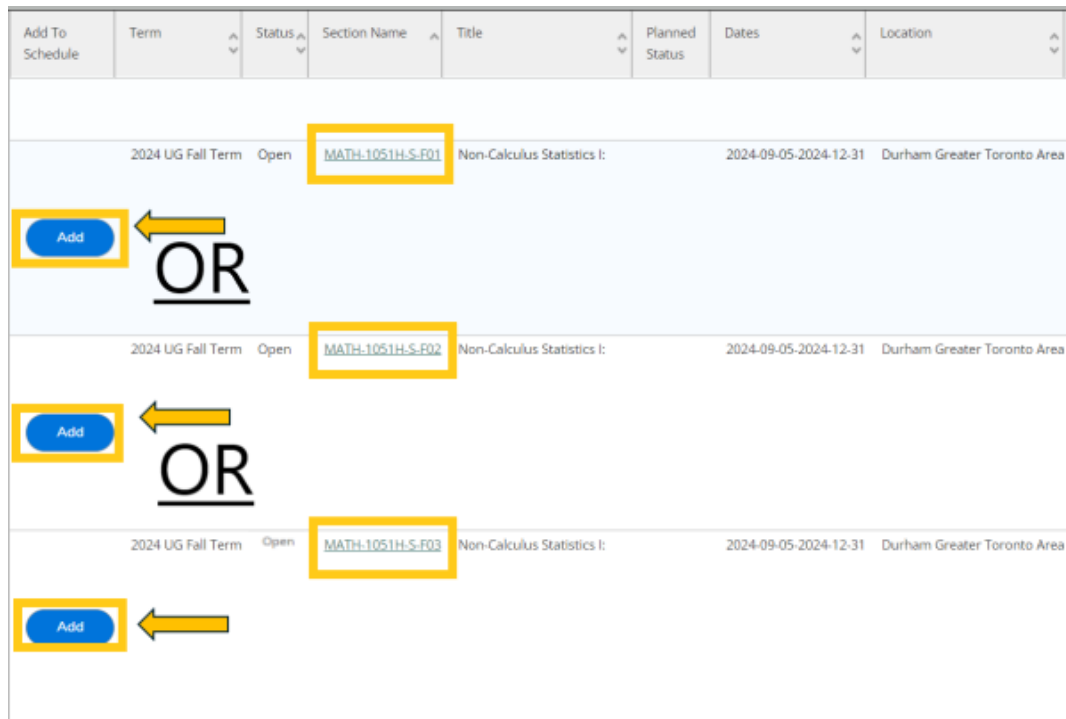 Add To Schedule Term Status Section Name Title Planned Status Dates Location
2024 UG Fall Term Open MATH-1051H-S-F01 Non-Calculus Statistics I: 2024-09-05-2024-12-31 Durham Greater Toronto Area
Add
OR
2024 UG Fall Term Open MATH-1051H-S-F02 Non-Calculus Statistics I: 2024-09-05-2024-12-31 Durham Greater Toronto Area
Add
OR
2024 UG Fall Term Open MATH-1051H-S-F03 Non-Calculus Statistics I: 2024-09-05-2024-12-31 Durham Greater Toronto Area
Add